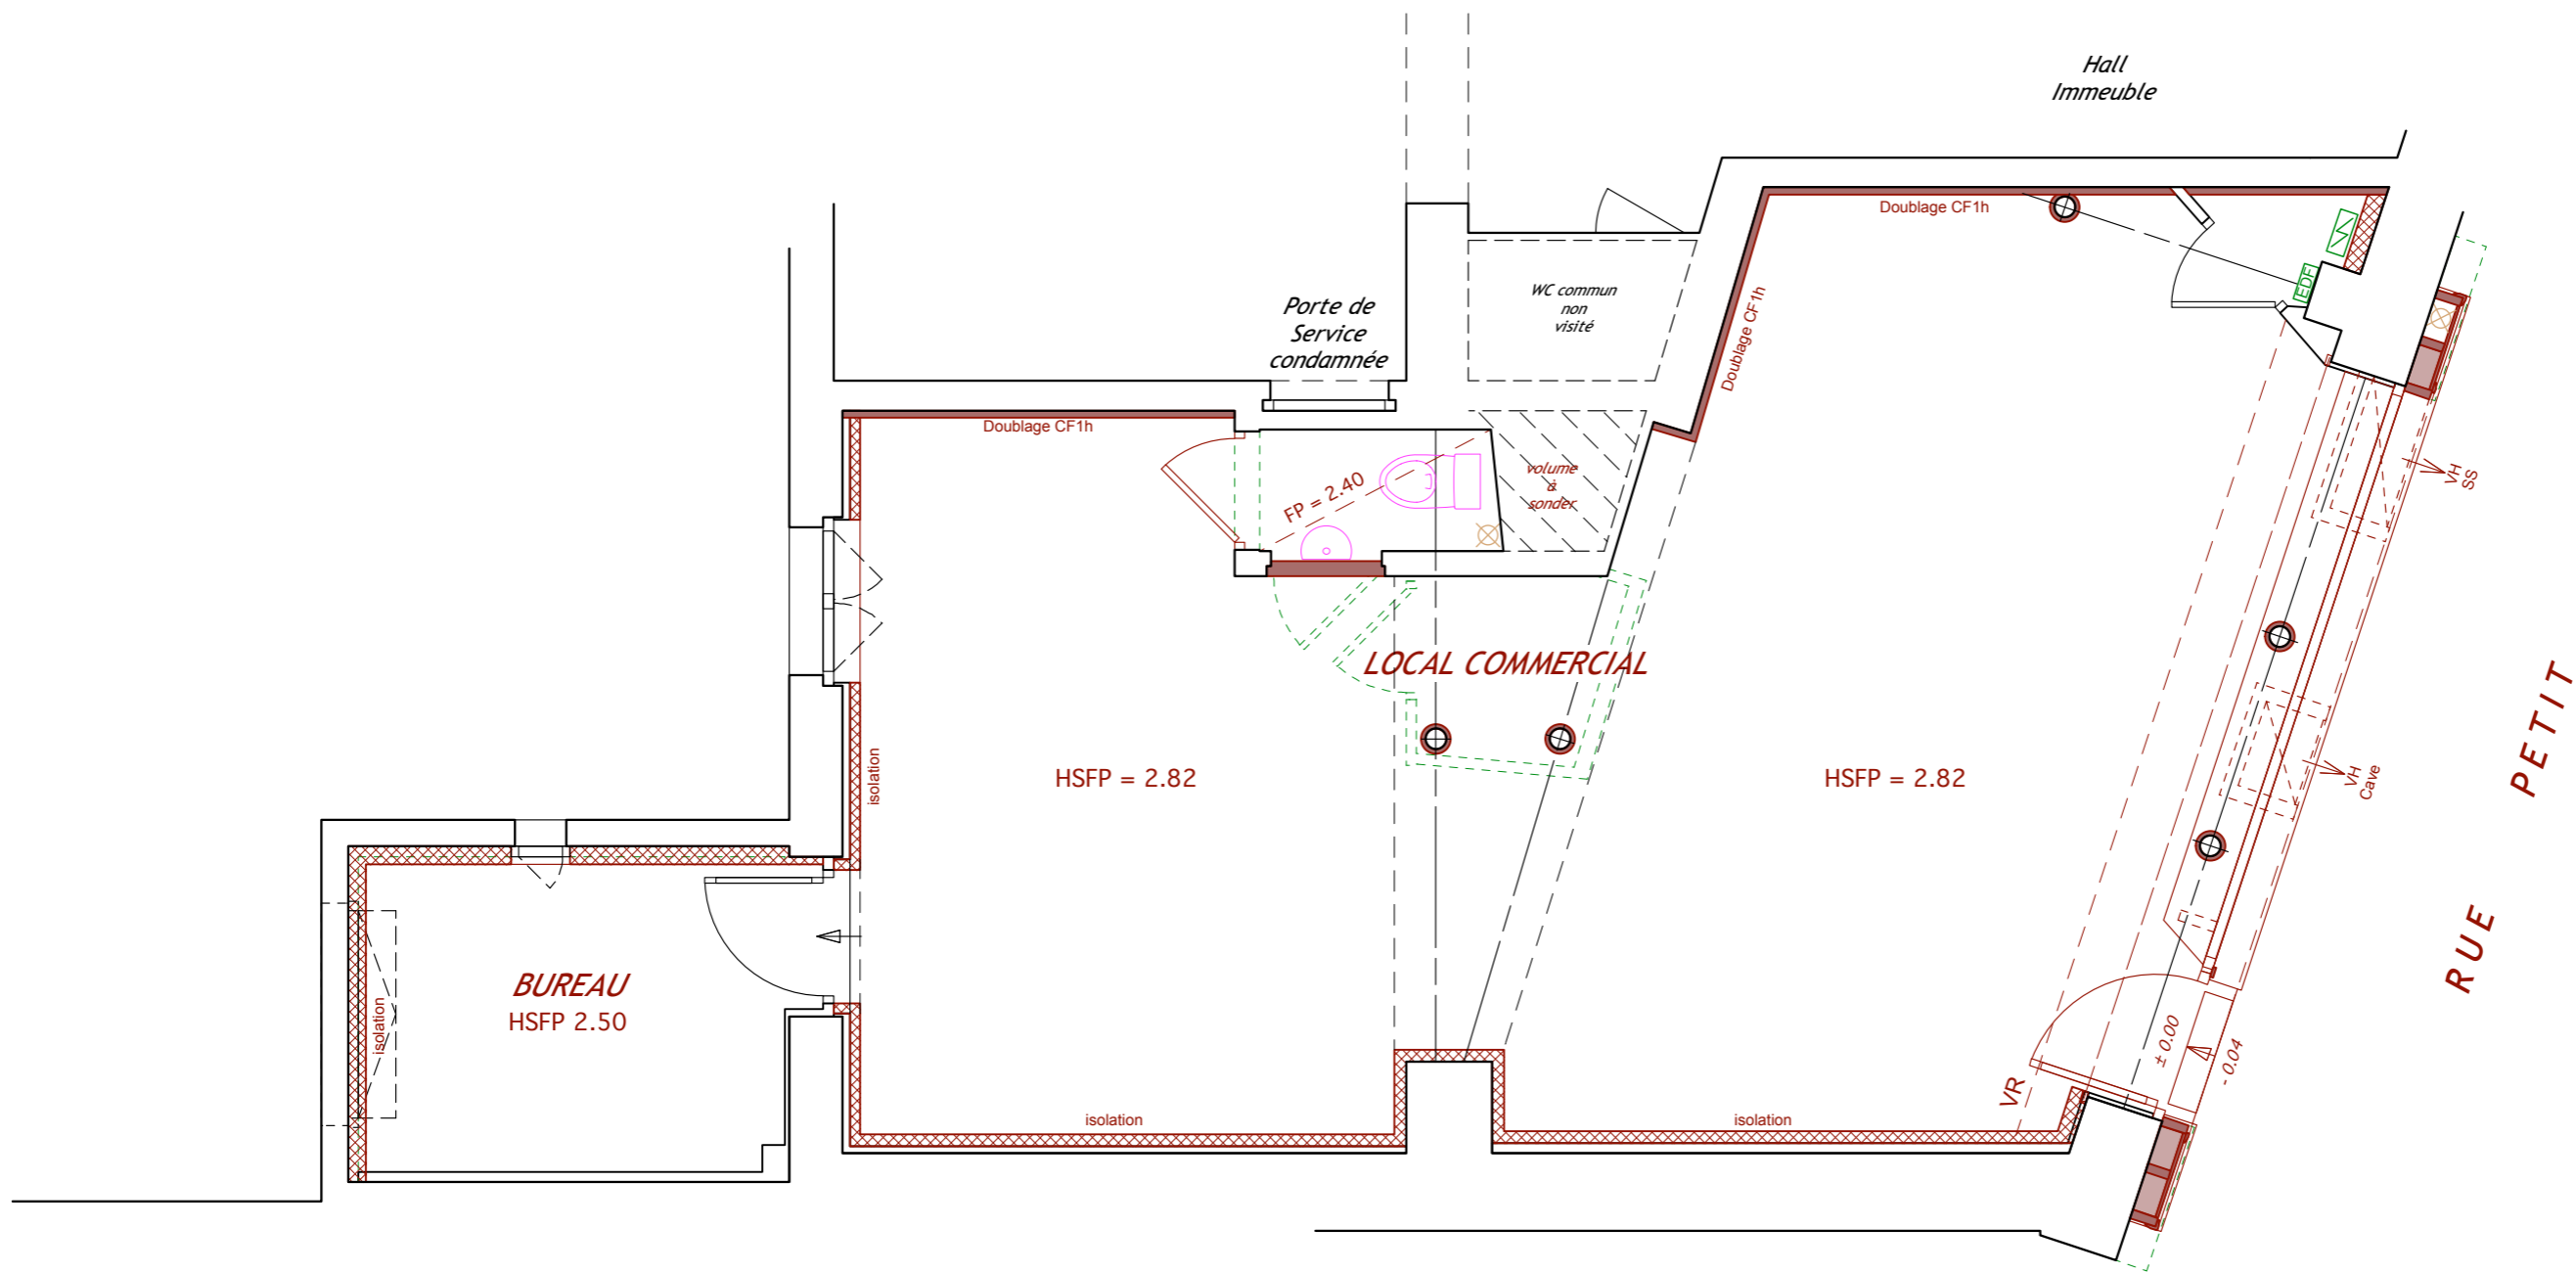 Hall
Immeuble
Doublage CF1h
EDF
WC commun
non
visité
Porte de
Service
condamnée
Doublage CF1h
Doublage CF1h
FP = 2.40
volume
à
sonder
VH
SS
LOCAL COMMERCIAL
isolation
HSFP = 2.82
HSFP = 2.82
VH
Cave
RUE PETIT
BUREAU
HSFP 2.50
isolation
± 0.00
- 0.04
VR
isolation
isolation